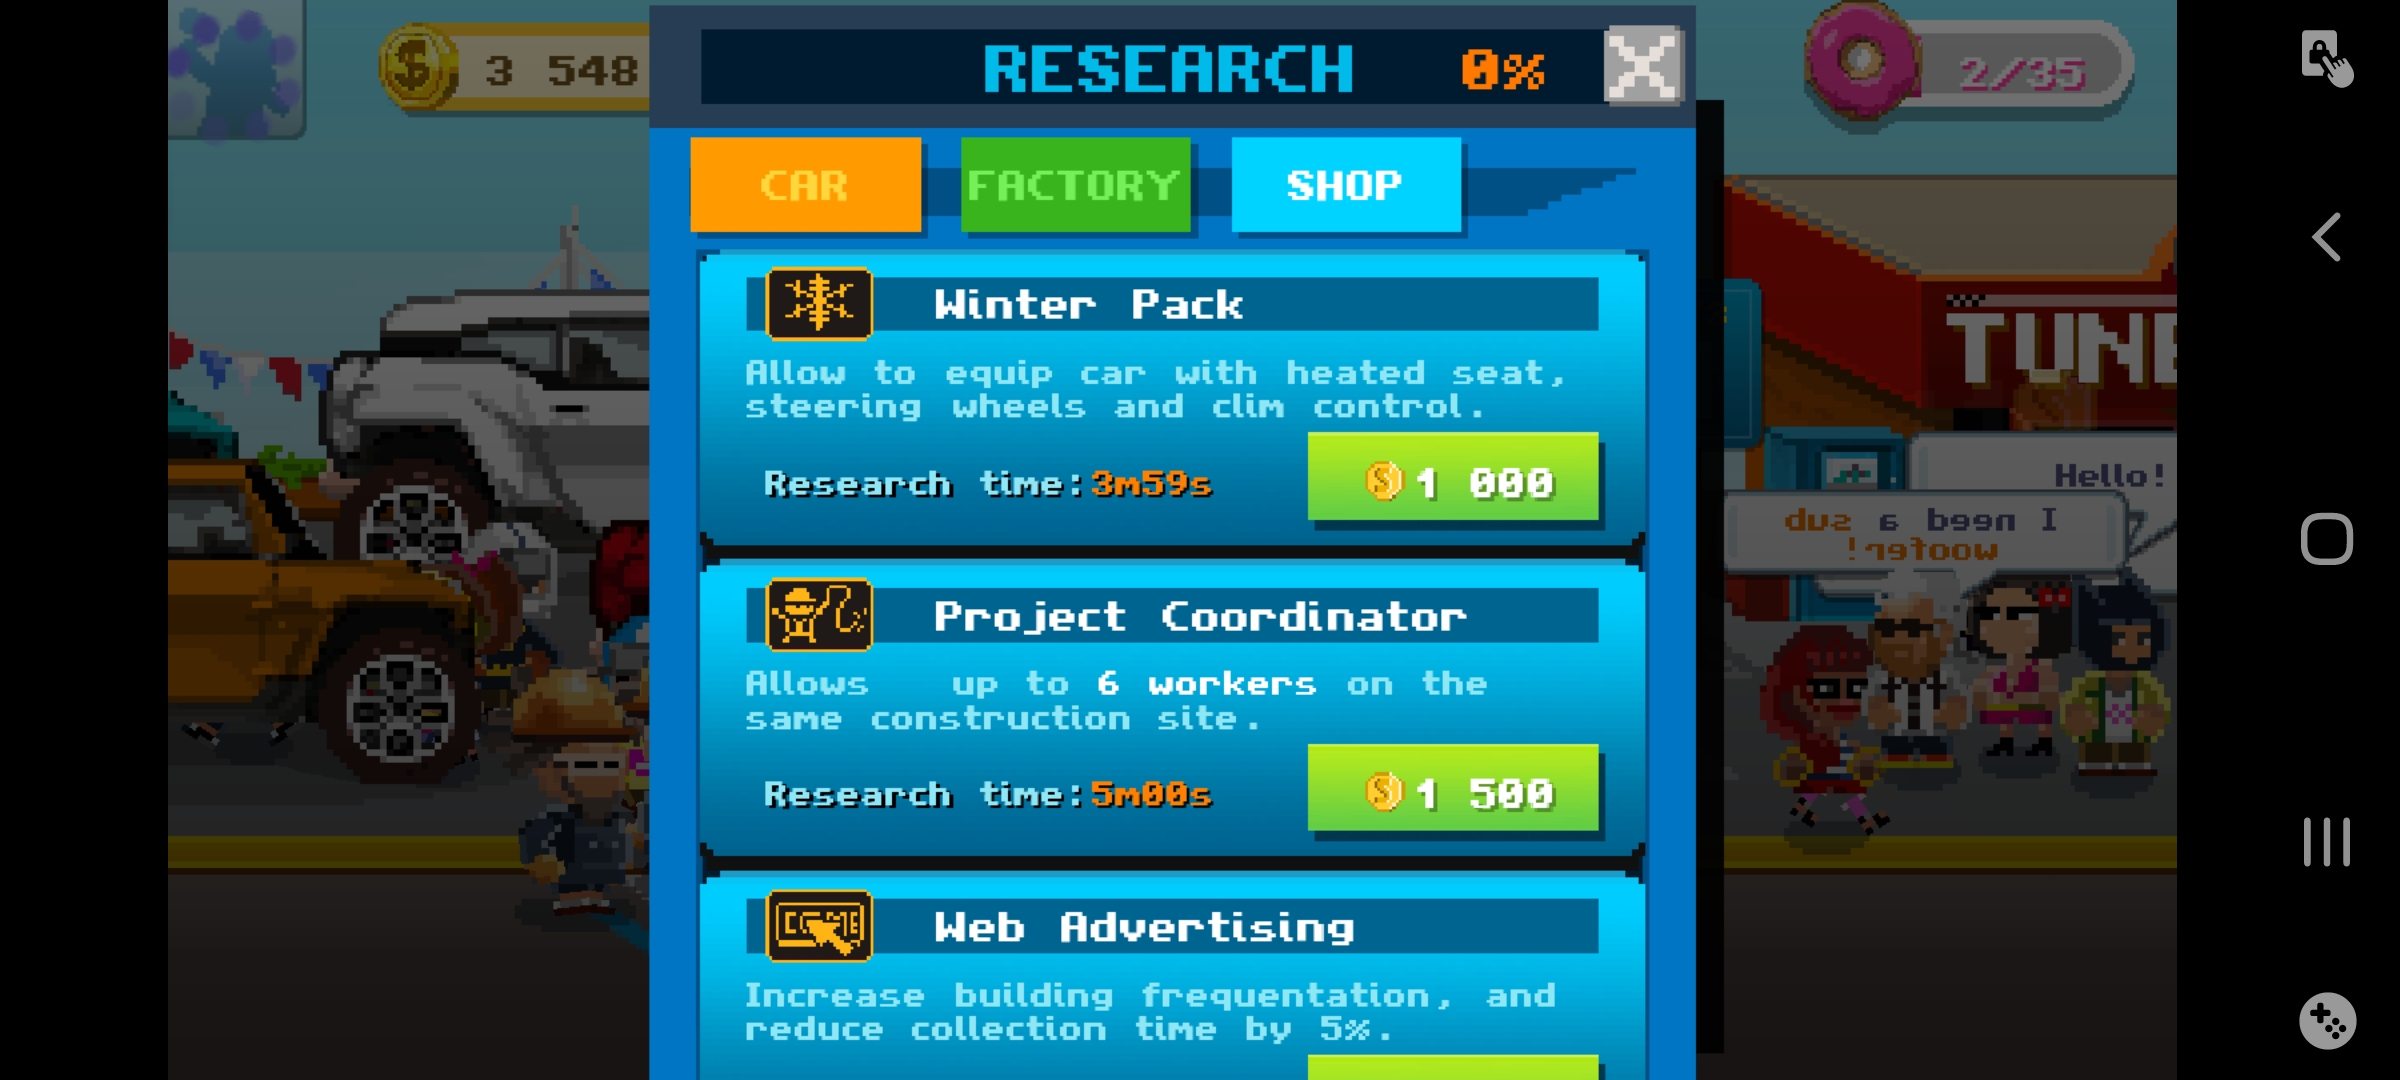 3 548
RESEARCH 0%
2/35
CAR FACTORY SHOP
Winter Pack
Allow to equip car with heated seat,
steering wheels and clim control.
Research time:3m59s
1 000
Project Coordinator
Allows up to 6 workers on the
same construction site.
Research time:5m00s
1 500
Web Advertising
Increase building frequentation, and
reduce collection time by 5%.
TUNE
Hello!
I need a sub
woofer!